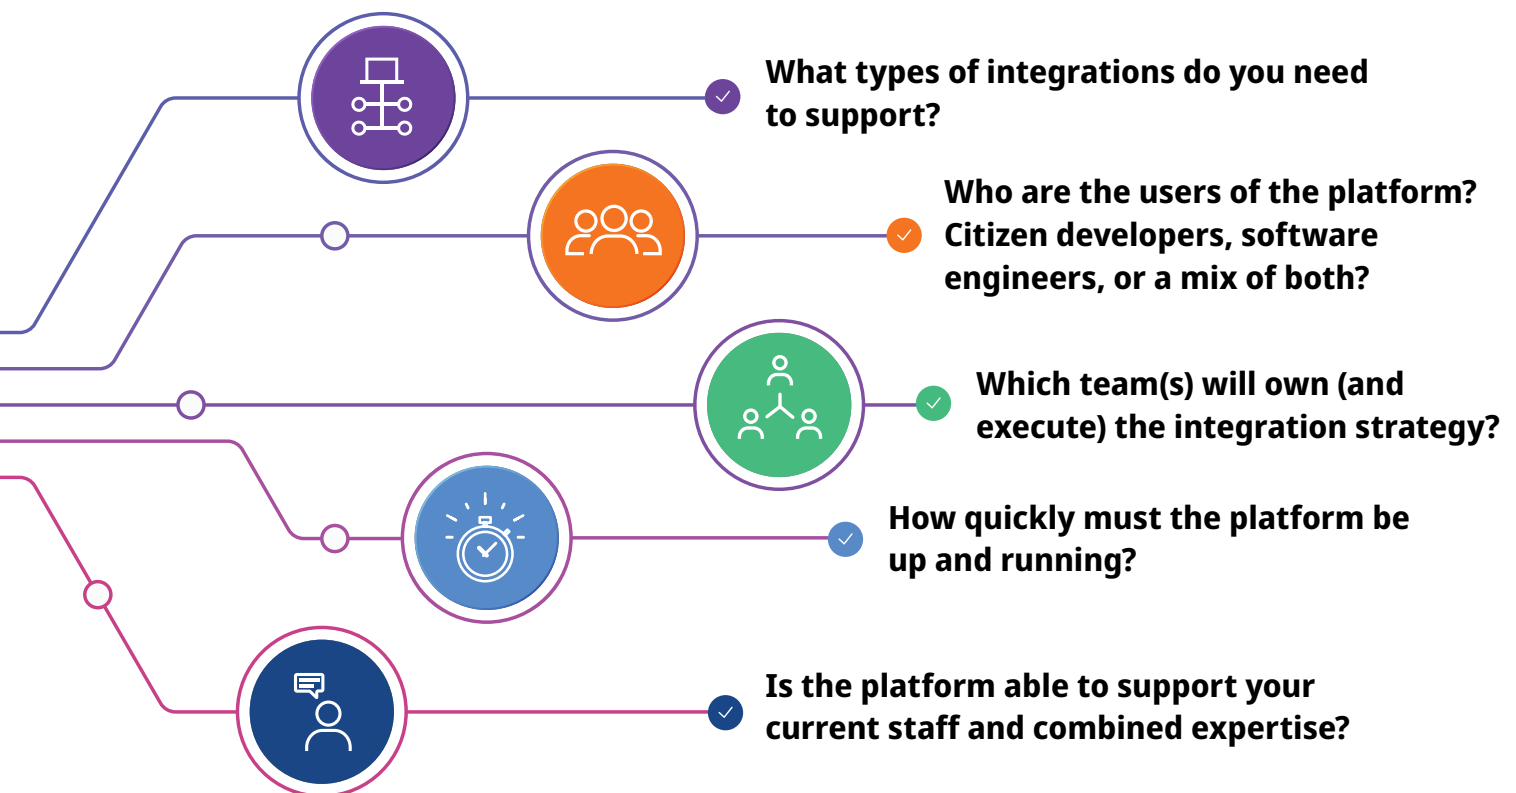 What types of integrations do you need
to support?
Who are the users of the platform?
Citizen developers, software
engineers, or a mix of both?
Which team(s) will own (and
execute) the integration strategy?
How quickly must the platform be
up and running?
Is the platform able to support your
current staff and combined expertise?